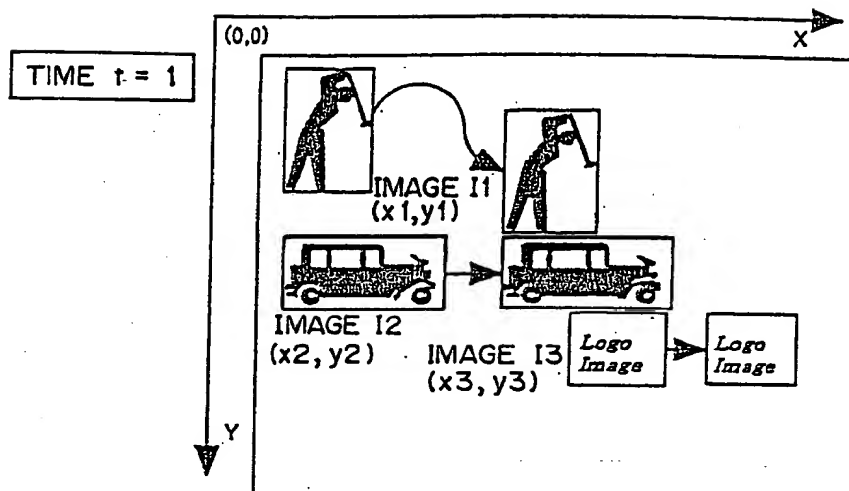 (0,0)
X
TIME t = 1
IMAGE I1
(x1,y1)
IMAGE I2
(x2, y2)
IMAGE I3
(x3, y3)
Logo
Image
Logo
Image
Y